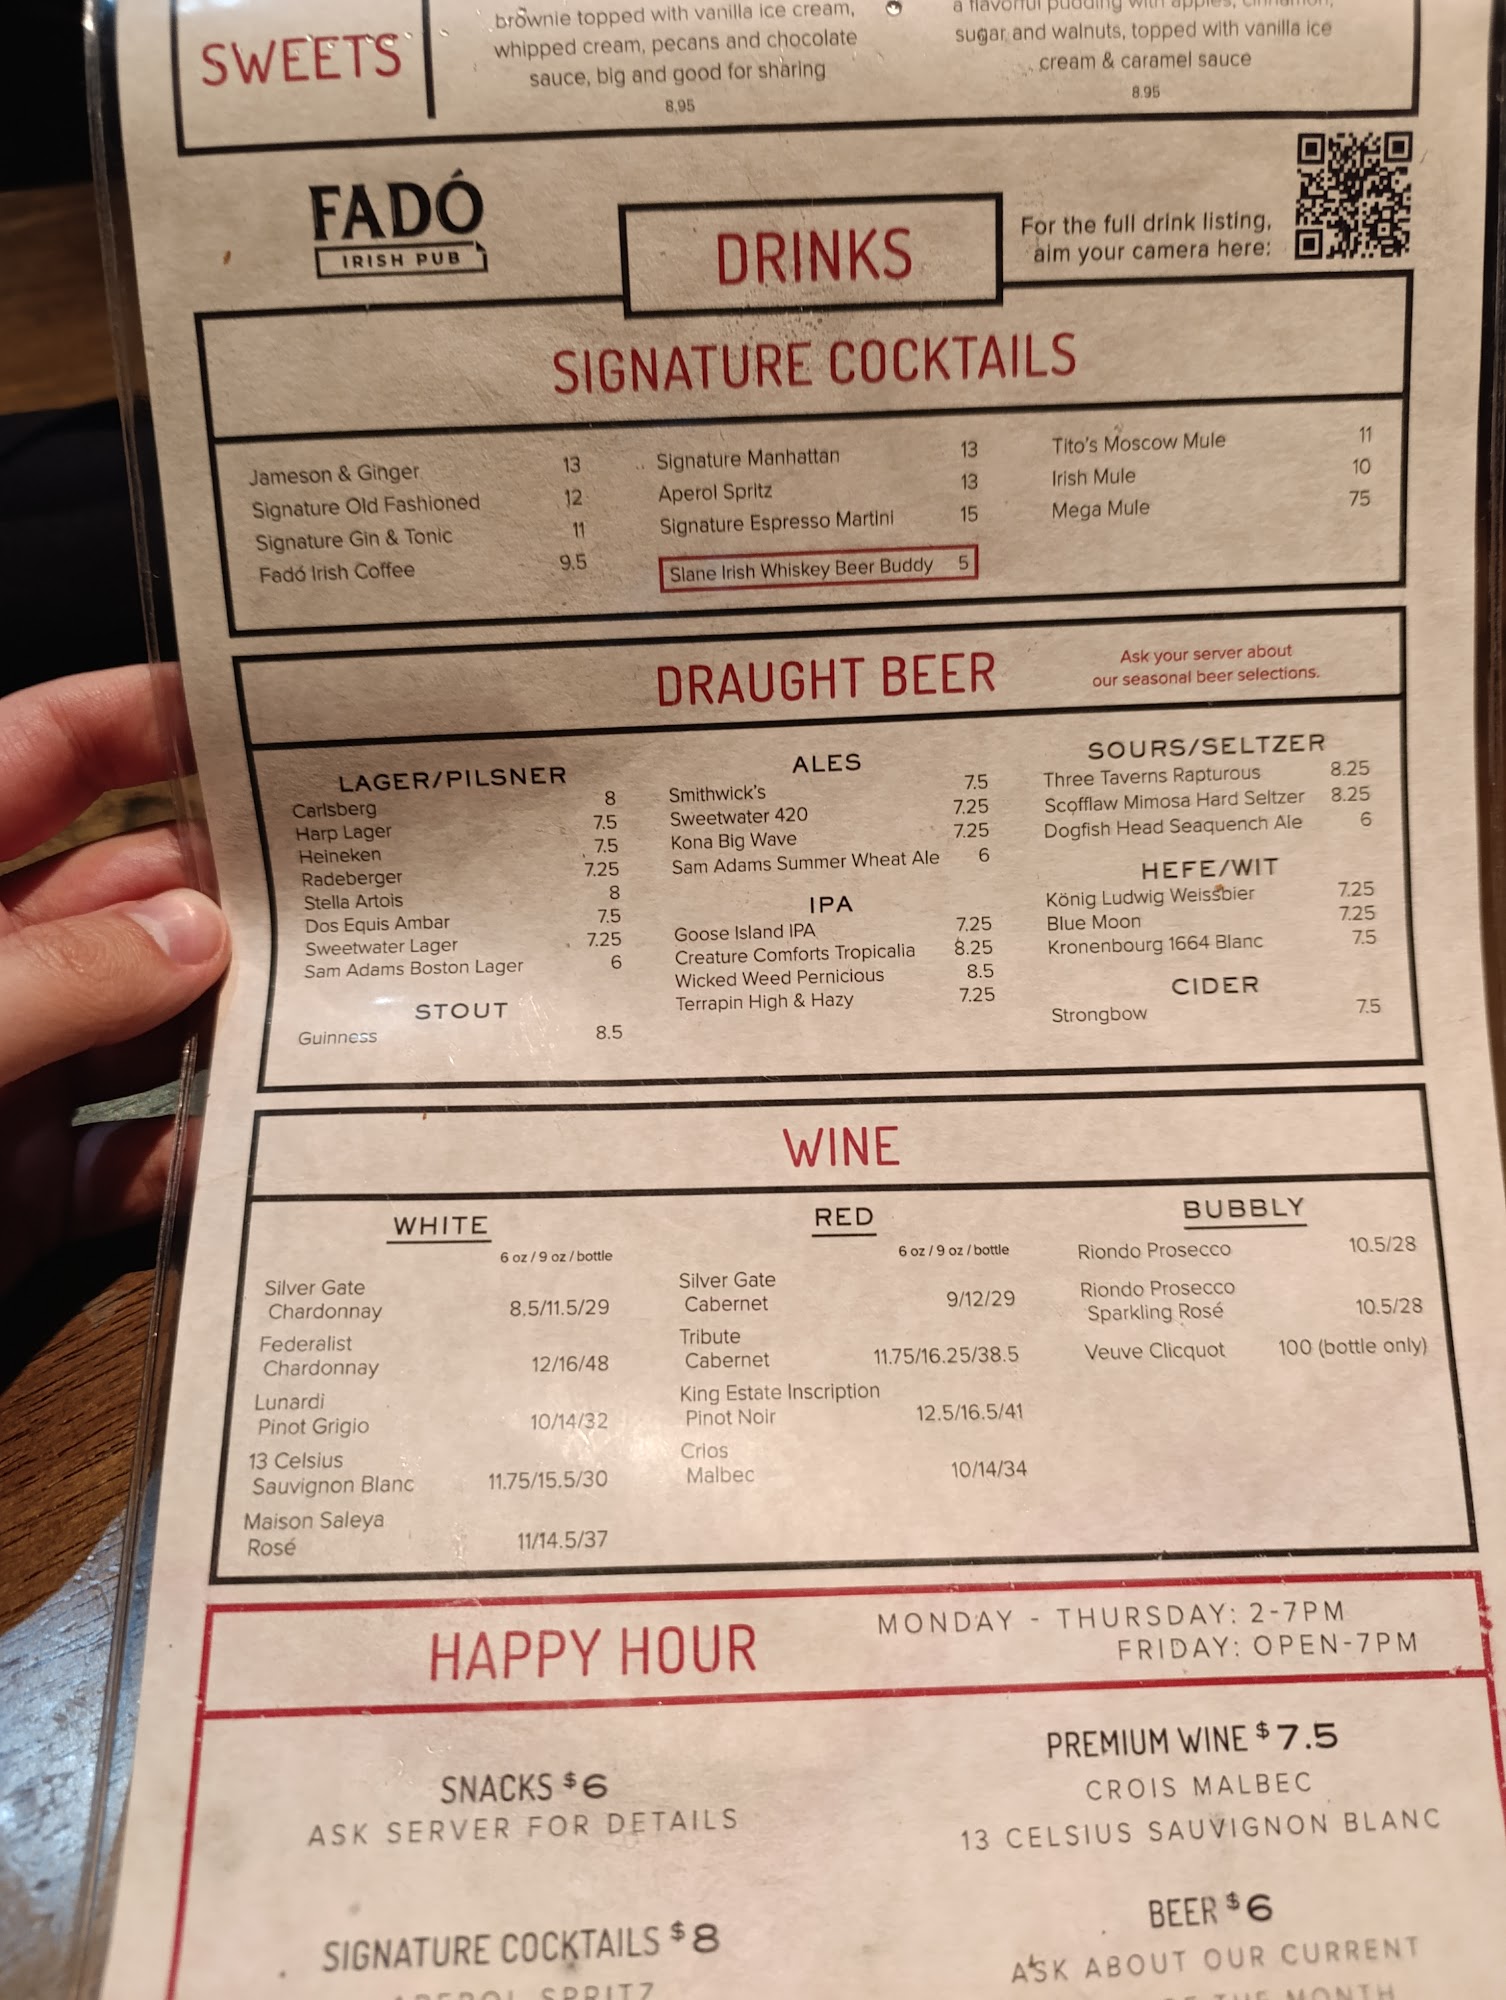 SWEETS
brownie topped with vanilla ice cream,
whipped cream, pecans and chocolate
sauce, big and good for sharing
8.95
a flavorful pudding with apples, cinnamon,
sugar and walnuts, topped with vanilla ice
cream & caramel sauce
8.95
FADÓ
IRISH PUB
DRINKS
For the full drink listing,
aim your camera here:
SIGNATURE COCKTAILS
Jameson & Ginger 13
Signature Old Fashioned 12
Signature Gin & Tonic 11
Fadó Irish Coffee 9.5
Signature Manhattan 13
Aperol Spritz 13
Signature Espresso Martini 15
Slane Irish Whiskey Beer Buddy 5
Tito's Moscow Mule 11
Irish Mule 10
Mega Mule 75
DRAUGHT BEER
Ask your server about
our seasonal beer selections.
LAGER/PILSNER
Carlsberg 8
Harp Lager 7.5
Heineken 7.5
Radeberger 7.25
Stella Artois 8
Dos Equis Ambar 7.5
Sweetwater Lager 7.25
Sam Adams Boston Lager 6
STOUT
Guinness 8.5
ALES
Smithwick's 7.5
Sweetwater 420 7.25
Kona Big Wave 7.25
Sam Adams Summer Wheat Ale 6
IPA
Goose Island IPA 7.25
Creature Comforts Tropicalia 8.25
Wicked Weed Pernicious 8.5
Terrapin High & Hazy 7.25
SOURS/SELTZER
Three Taverns Rapturous 8.25
Scofflaw Mimosa Hard Seltzer 8.25
Dogfish Head Seaquench Ale 6
HEFE/WIT
König Ludwig Weissbier 7.25
Blue Moon 7.25
Kronenbourg 1664 Blanc 7.5
CIDER
Strongbow 7.5
WINE
WHITE
6 oz / 9 oz / bottle
Silver Gate
Chardonnay 8.5/11.5/29
Federalist
Chardonnay 12/16/48
Lunardi
Pinot Grigio 10/14/32
13 Celsius
Sauvignon Blanc 11.75/15.5/30
Maison Saleya
Rosé 11/14.5/37
RED
6 oz / 9 oz / bottle
Silver Gate
Cabernet 9/12/29
Tribute
Cabernet 11.75/16.25/38.5
King Estate Inscription
Pinot Noir 12.5/16.5/41
Crios
Malbec 10/14/34
BUBBLY
Riondo Prosecco 10.5/28
Riondo Prosecco
Sparkling Rosé 10.5/28
Veuve Clicquot 100 (bottle only)
HAPPY HOUR
MONDAY - THURSDAY: 2-7PM
FRIDAY: OPEN-7PM
SNACKS $6
ASK SERVER FOR DETAILS
SIGNATURE COCKTAILS $8
APEROL SPRITZ
PREMIUM WINE $7.5
CROIS MALBEC
13 CELSIUS SAUVIGNON BLANC
BEER $6
ASK ABOUT OUR CURRENT
THE MONTH